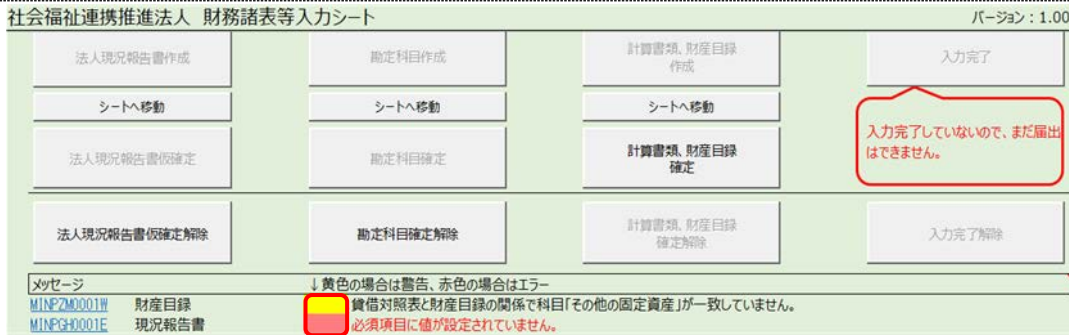 社会福祉連携推進法人 財務諸表等入力シート
バージョン：1.00
法人現況報告書作成
勘定科目作成
計算書類、財産目録
作成
入力完了
シートへ移動
シートへ移動
シートへ移動
入力完了していないので、まだ届出
はできません。
法人現況報告書仮確定
勘定科目確定
計算書類、財産目録
確定
法人現況報告書仮確定解除
勘定科目確定解除
計算書類、財産目録
確定解除
入力完了解除
メッセージ
↓黄色の場合は警告、赤色の場合はエラー
MINPZM0001W 財産目録 貸借対照表と財産目録の関係で科目「その他の固定資産」が一致していません。
MINPGH0001E 現況報告書 必須項目に値が設定されていません。